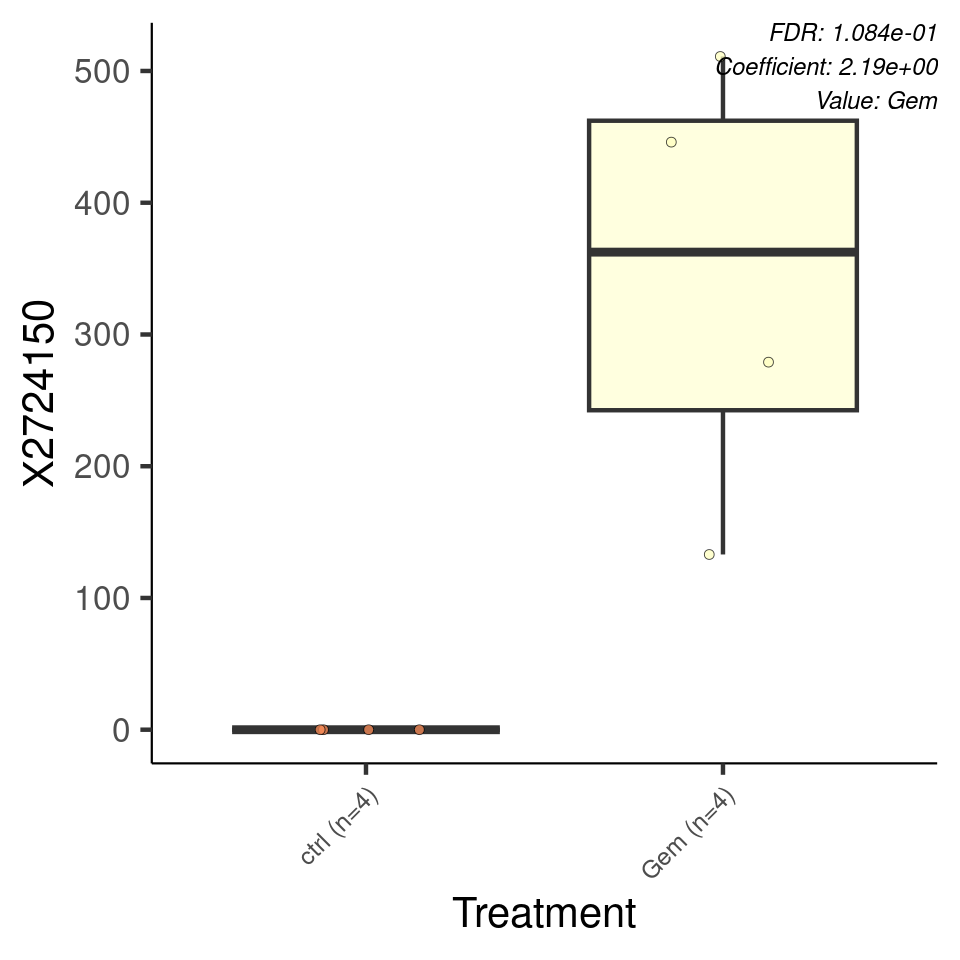 FDR: 1.084e-01
Coefficient: 2.19e+00
Value: Gem
X2724150
500
400
300
200
100
0
ctrl (n=4)
Gem (n=4)
Treatment